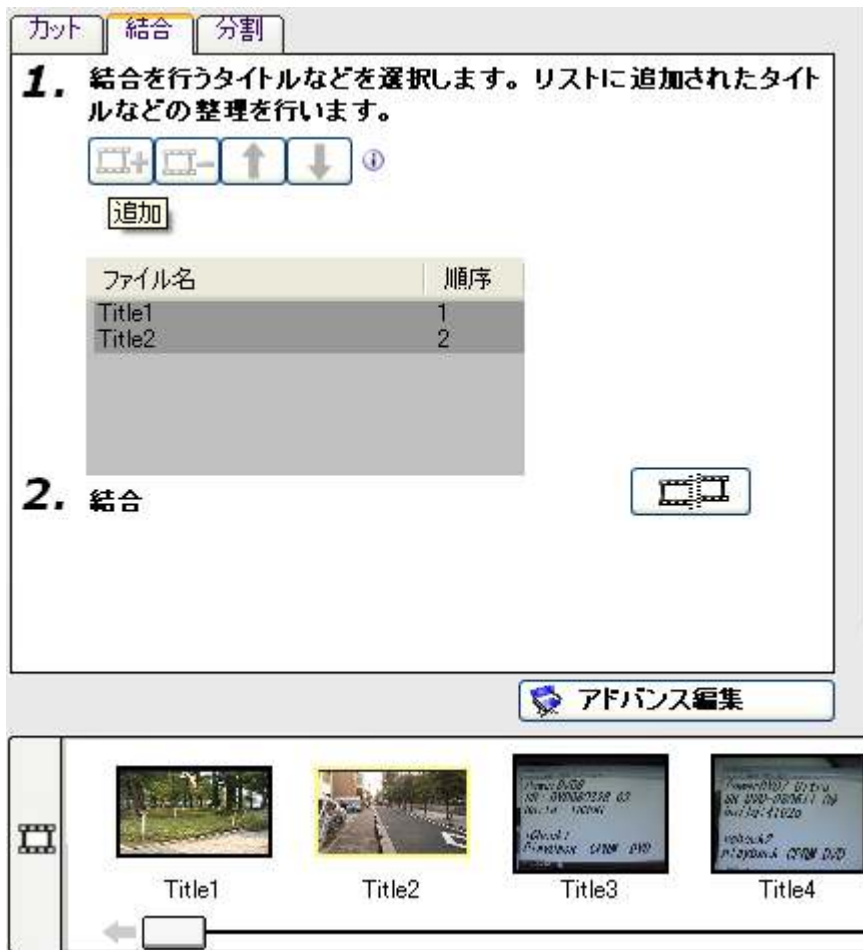 カット 結合 分割
1. 結合を行うタイトルなどを選択します。リストに追加されたタイト
ルなどの整理を行います。
追加
ファイル名 順序
Title1 1
Title2 2
2. 結合
アドバンス編集
Title1 Title2 Title3 Title4